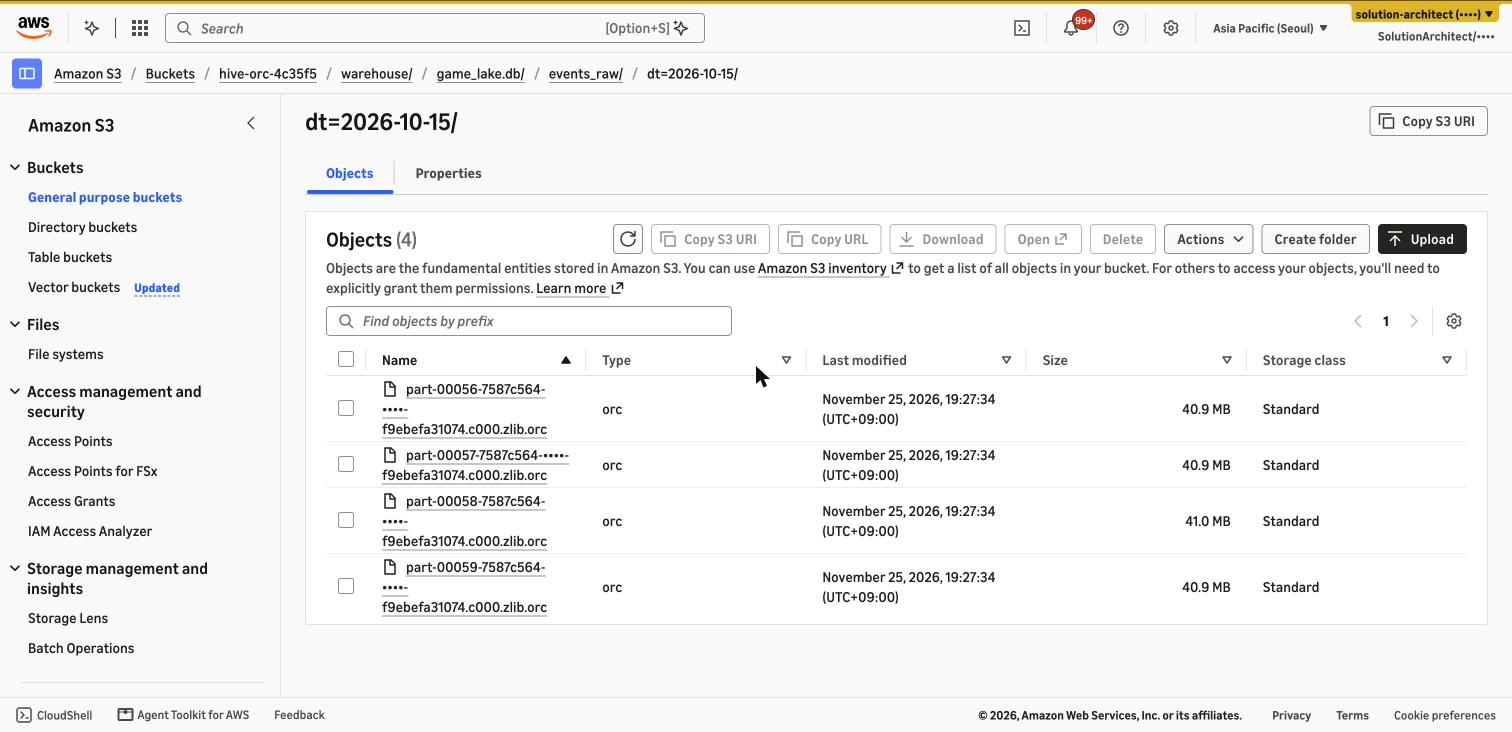 aws
Search
[Option+S]
99+
Asia Pacific (Seoul)
solution-architect (••••)
SolutionArchitect/••••
Amazon S3 / Buckets / hive-orc-4c35f5 / warehouse/ / game_lake.db/ / events_raw/ / dt=2026-10-15/
Amazon S3
Buckets
General purpose buckets
Directory buckets
Table buckets
Vector buckets Updated
Files
File systems
Access management and
security
Access Points
Access Points for FSx
Access Grants
IAM Access Analyzer
Storage management and
insights
Storage Lens
Batch Operations
dt=2026-10-15/
Copy S3 URI
Objects
Properties
Objects (4)
Copy S3 URI
Copy URL
Download
Open
Delete
Actions
Create folder
Upload
Objects are the fundamental entities stored in Amazon S3. You can use Amazon S3 inventory to get a list of all objects in your bucket. For others to access your objects, you'll need to
explicitly grant them permissions. Learn more
Find objects by prefix
1
Name Type Last modified Size Storage class
part-00056-7587c564-
••••-
f9ebefa31074.c000.zlib.orc
orc
November 25, 2026, 19:27:34
(UTC+09:00)
40.9 MB
Standard
part-00057-7587c564-••••-
f9ebefa31074.c000.zlib.orc
orc
November 25, 2026, 19:27:34
(UTC+09:00)
40.9 MB
Standard
part-00058-7587c564-
••••-
f9ebefa31074.c000.zlib.orc
orc
November 25, 2026, 19:27:34
(UTC+09:00)
41.0 MB
Standard
part-00059-7587c564-
••••-
f9ebefa31074.c000.zlib.orc
orc
November 25, 2026, 19:27:34
(UTC+09:00)
40.9 MB
Standard
CloudShell
Agent Toolkit for AWS
Feedback
© 2026, Amazon Web Services, Inc. or its affiliates.
Privacy
Terms
Cookie preferences